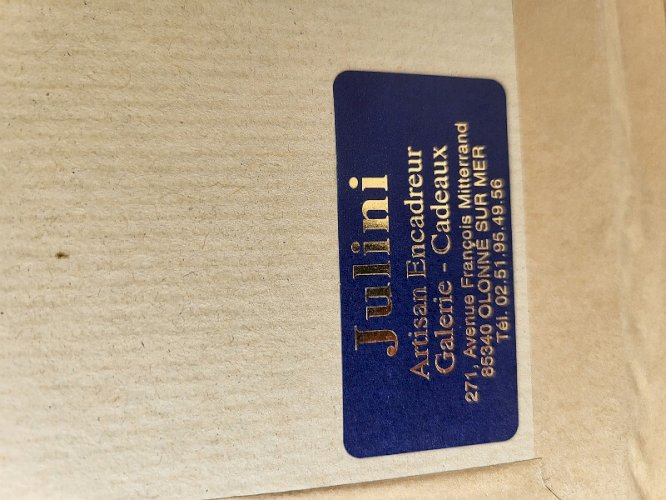 Julini
Artisan Encadreur
Galerie - Cadeaux
271, Avenue François Mitterrand
85340 OLONNE SUR MER
Tél. 02.51.95.49.56